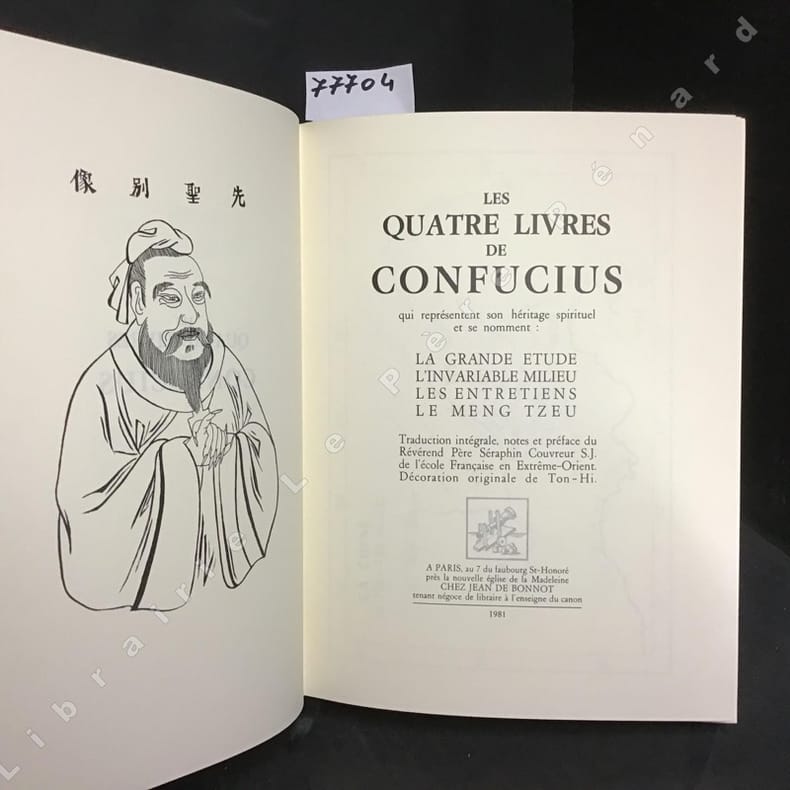 77704
像 別 聖 先
LES
QUATRE LIVRES
DE
CONFUCIUS
qui représentent son héritage spirituel
et se nomment :
LA GRANDE ETUDE
L'INVARIABLE MILIEU
LES ENTRETIENS
LE MENG TZEU
Traduction intégrale, notes et préface du
Révérend Père Séraphin Couvreur S.J.
de l'école Française en Extrême-Orient.
Décoration originale de Ton-Hi.
A PARIS, au 7 du faubourg St-Honoré
près la nouvelle église de la Madeleine
CHEZ JEAN DE BONNOT
tenant négoce de libraire à l'enseigne du canon
1981
Librairie Le Père Pénard